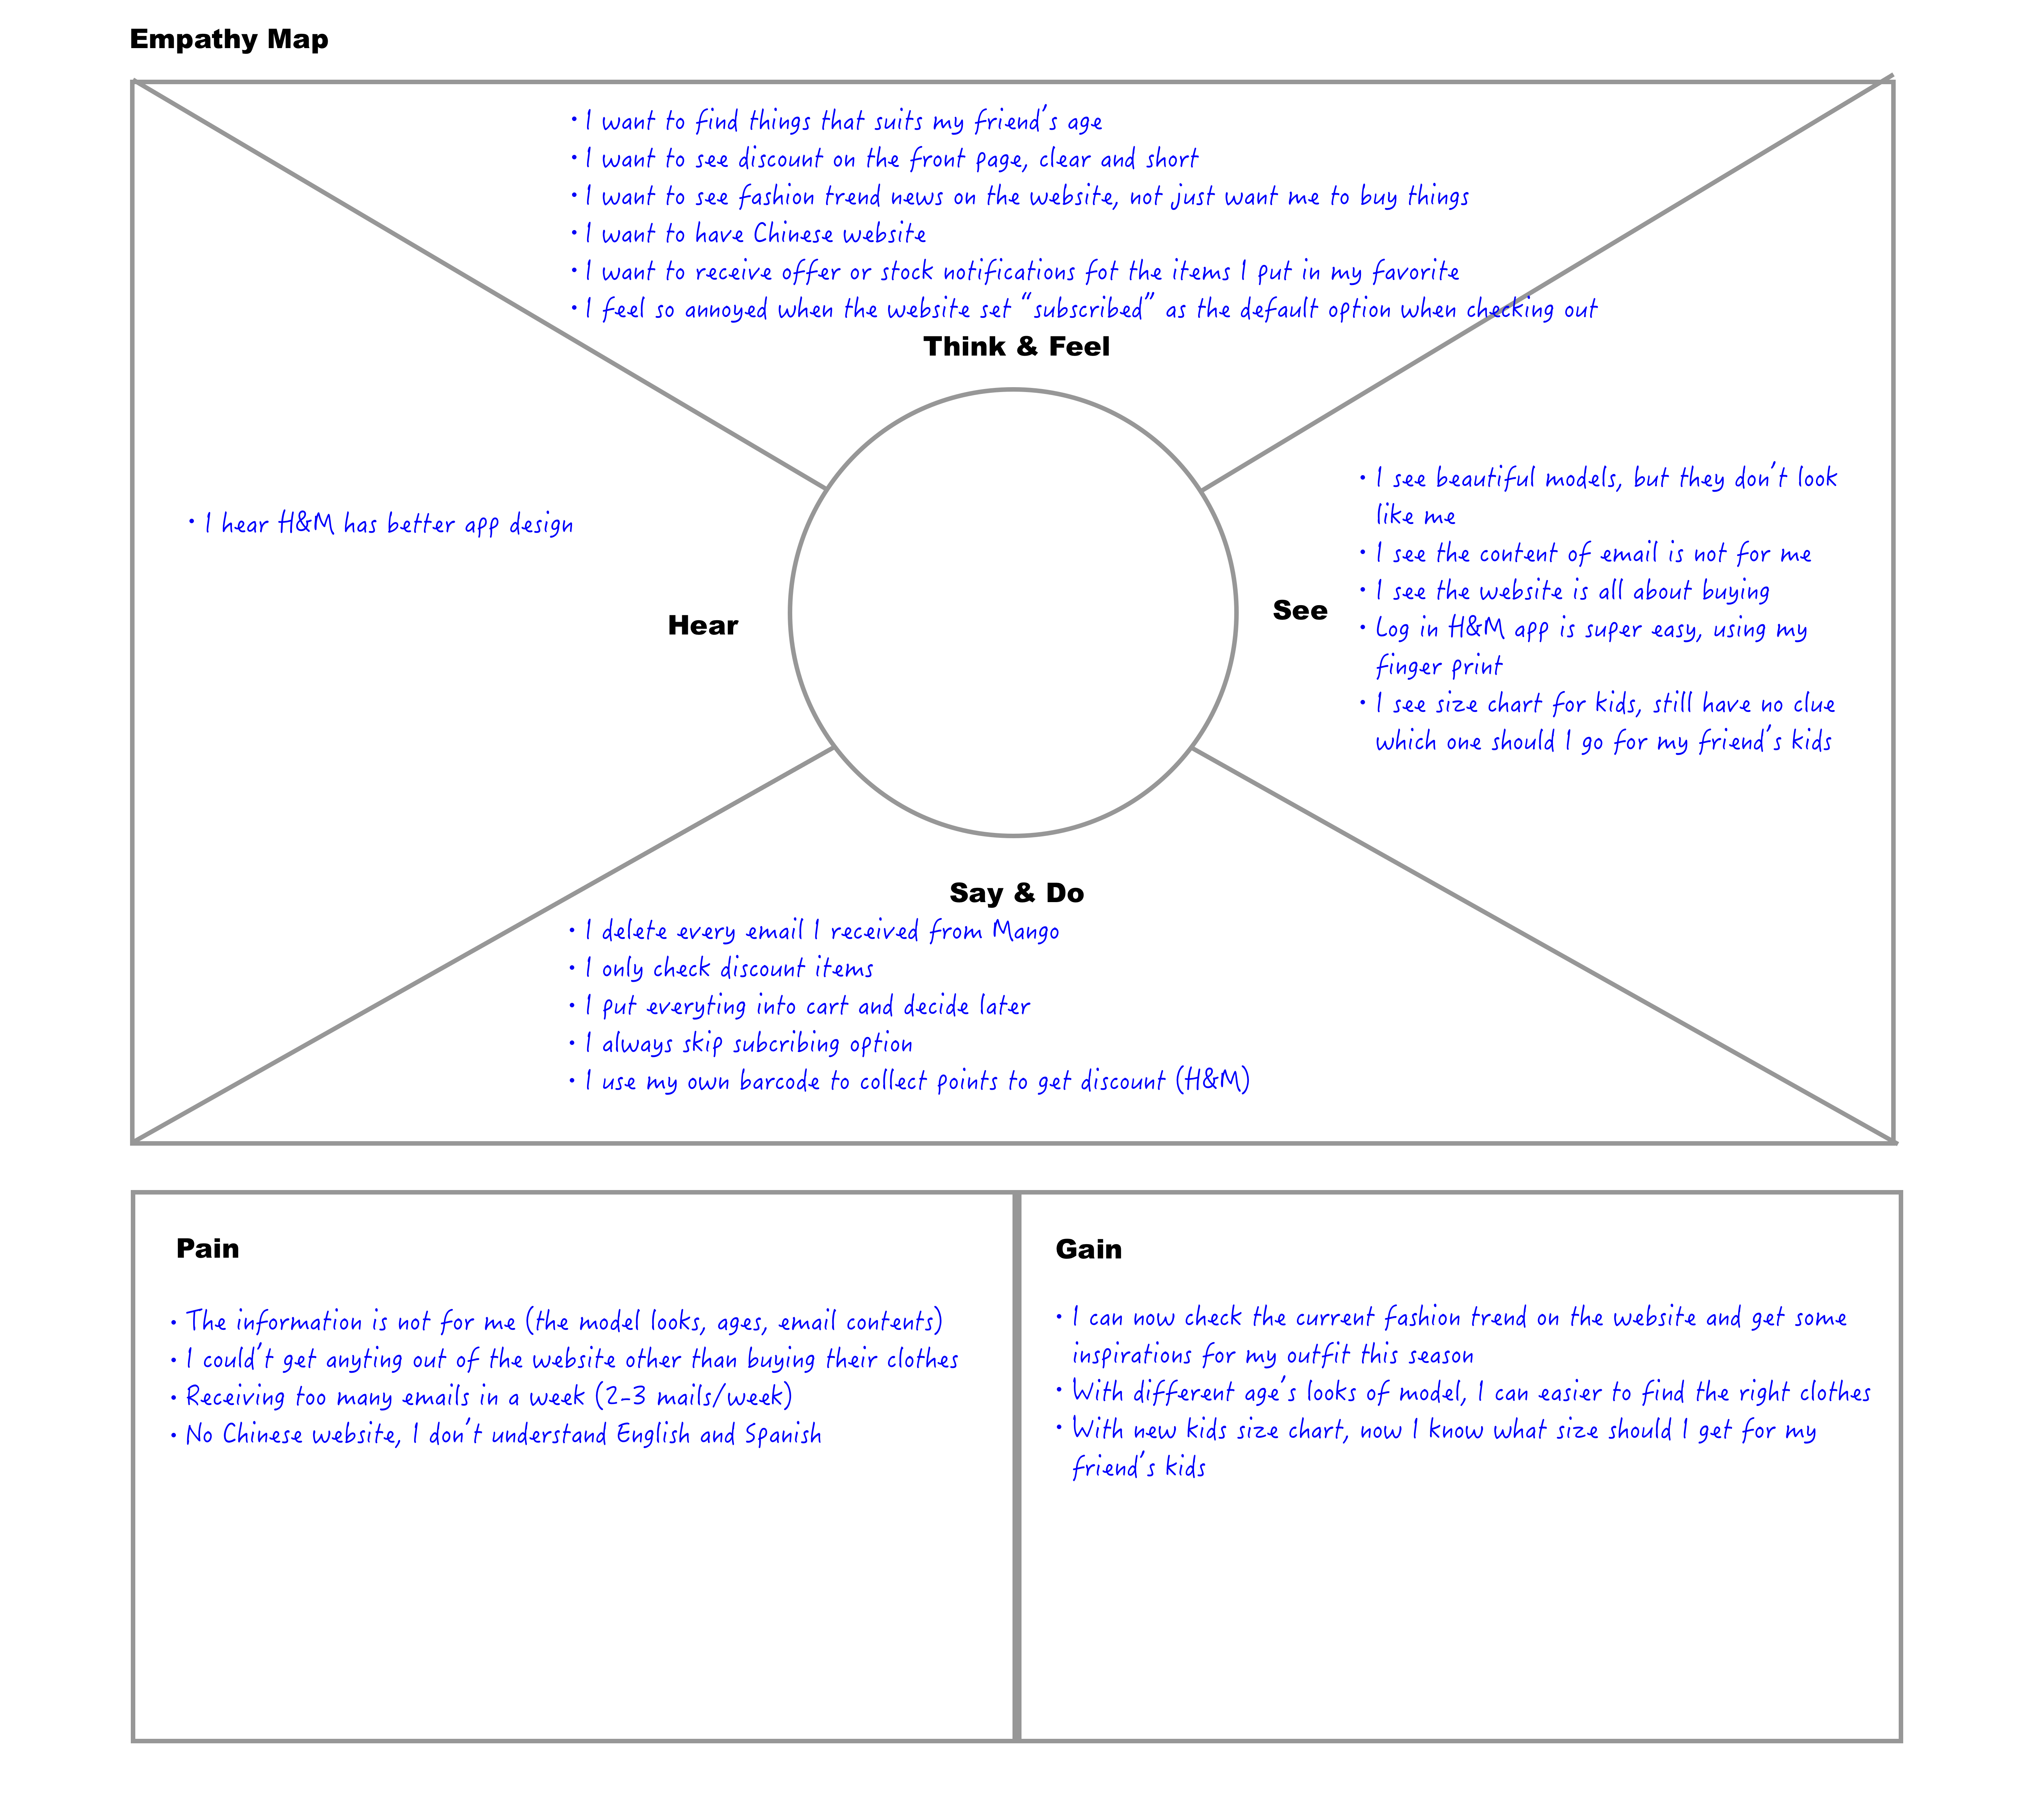 Empathy Map
• I want to find things that suits my friend's age
• I want to see discount on the front page, clear and short
• I want to see fashion trend news on the website, not just want me to buy things
• I want to have Chinese website
• I want to receive offer or stock notifications fot the items I put in my favorite
• I feel so annoyed when the website set “subscribed” as the default option when checking out
Think & Feel
• I hear H&M has better app design
Hear
See
• I see beautiful models, but they don't look
like me
• I see the content of email is not for me
• I see the website is all about buying
• Log in H&M app is super easy, using my
finger print
• I see size chart for kids, still have no clue
which one should I go for my friend's kids
Say & Do
• I delete every email I received from Mango
• I only check discount items
• I put everyting into cart and decide later
• I always skip subcribing option
• I use my own barcode to collect points to get discount (H&M)
Pain
• The information is not for me (the model looks, ages, email contents)
• I could't get anyting out of the website other than buying their clothes
• Receiving too many emails in a week (2-3 mails/week)
• No Chinese website, I don't understand English and Spanish
Gain
• I can now check the current fashion trend on the website and get some
inspirations for my outfit this season
• With different age's looks of model, I can easier to find the right clothes
• With new kids size chart, now I know what size should I get for my
friend's kids